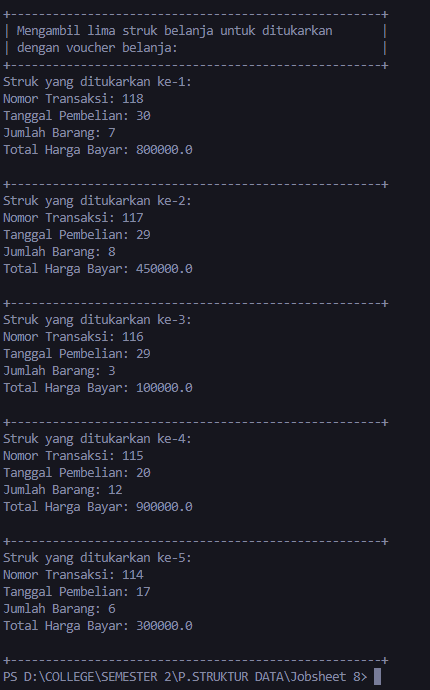 +-----------------------------------------------------+
| Mengambil lima struk belanja untuk ditukarkan       |
| dengan voucher belanja:                             |
+-----------------------------------------------------+
Struk yang ditukarkan ke-1:
Nomor Transaksi: 118
Tanggal Pembelian: 30
Jumlah Barang: 7
Total Harga Bayar: 800000.0

+-----------------------------------------------------+
Struk yang ditukarkan ke-2:
Nomor Transaksi: 117
Tanggal Pembelian: 29
Jumlah Barang: 8
Total Harga Bayar: 450000.0

+-----------------------------------------------------+
Struk yang ditukarkan ke-3:
Nomor Transaksi: 116
Tanggal Pembelian: 29
Jumlah Barang: 3
Total Harga Bayar: 100000.0

+-----------------------------------------------------+
Struk yang ditukarkan ke-4:
Nomor Transaksi: 115
Tanggal Pembelian: 20
Jumlah Barang: 12
Total Harga Bayar: 900000.0

+-----------------------------------------------------+
Struk yang ditukarkan ke-5:
Nomor Transaksi: 114
Tanggal Pembelian: 17
Jumlah Barang: 6
Total Harga Bayar: 300000.0

+-----------------------------------------------------+
PS D:\COLLEGE\SEMESTER 2\P.STRUKTUR DATA\Jobsheet 8>